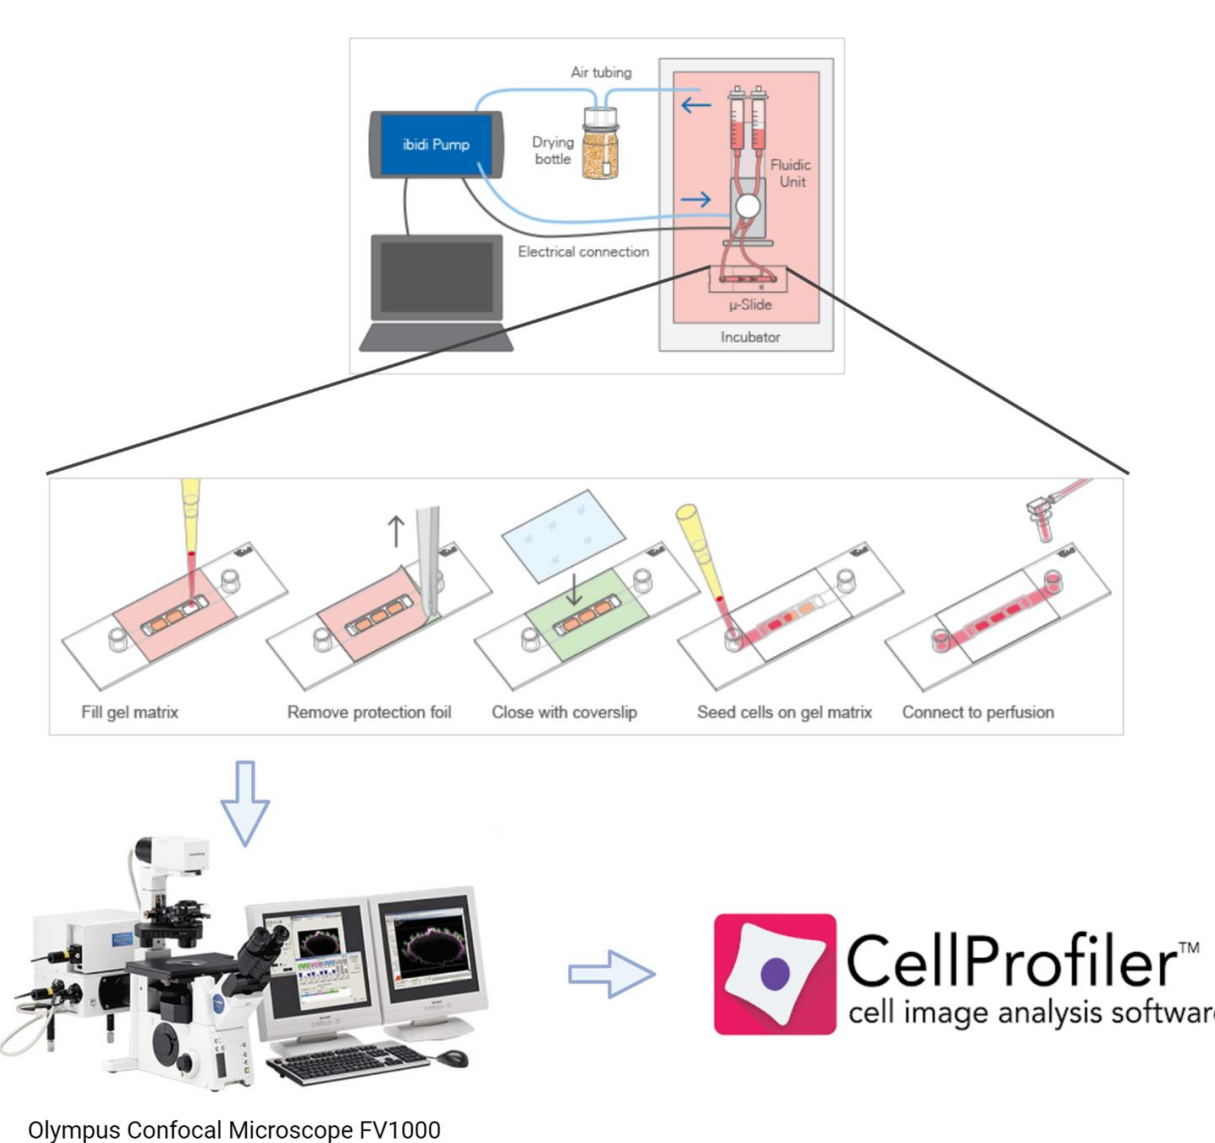 Air tubing
ibidi Pump
Drying
bottle
Fluidic
Unit
Electrical connection
µ-Slide
Incubator
Fill gel matrix
Remove protection foil
Close with coverslip
Seed cells on gel matrix
Connect to perfusion
CellProfiler™
cell image analysis software
Olympus Confocal Microscope FV1000